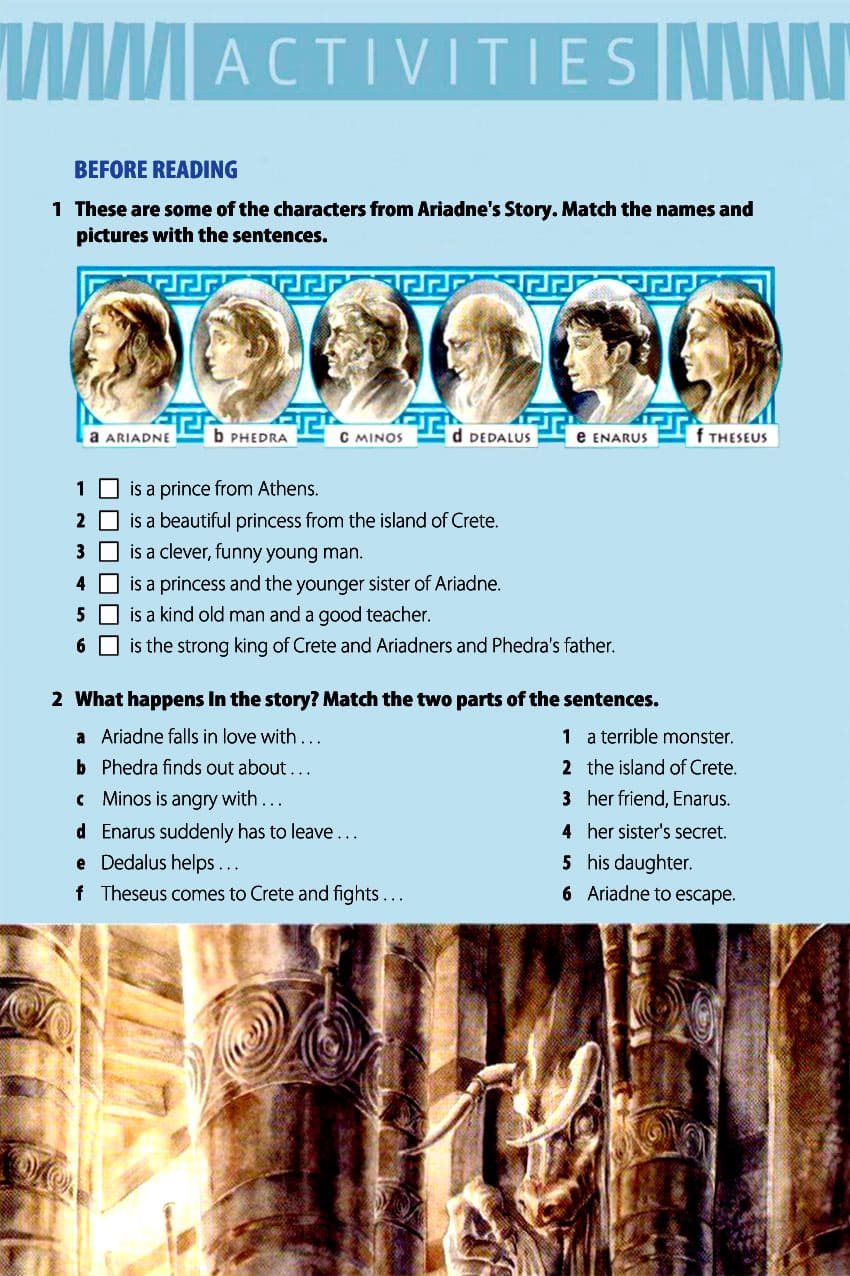 ACTIVITIES
BEFORE READING
1 These are some of the characters from Ariadne's Story. Match the names and
pictures with the sentences.
a ARIADNE b PHEDRA c MINOS d DEDALUS e ENARUS f THESEUS
1 is a prince from Athens.
2 is a beautiful princess from the island of Crete.
3 is a clever, funny young man.
4 is a princess and the younger sister of Ariadne.
5 is a kind old man and a good teacher.
6 is the strong king of Crete and Ariadners and Phedra's father.
2 What happens In the story? Match the two parts of the sentences.
a Ariadne falls in love with . . . 1 a terrible monster.
b Phedra finds out about . . . 2 the island of Crete.
c Minos is angry with . . . 3 her friend, Enarus.
d Enarus suddenly has to leave . . . 4 her sister's secret.
e Dedalus helps . . . 5 his daughter.
f Theseus comes to Crete and fights . . . 6 Ariadne to escape.